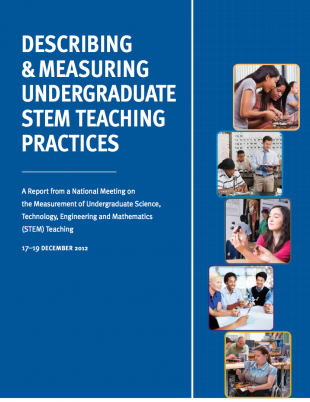 DESCRIBING
& MEASURING
UNDERGRADUATE
STEM TEACHING
PRACTICES
A Report from a National Meeting on
the Measurement of Undergraduate Science,
Technology, Engineering and Mathematics
(STEM) Teaching
17–19 DECEMBER 2012